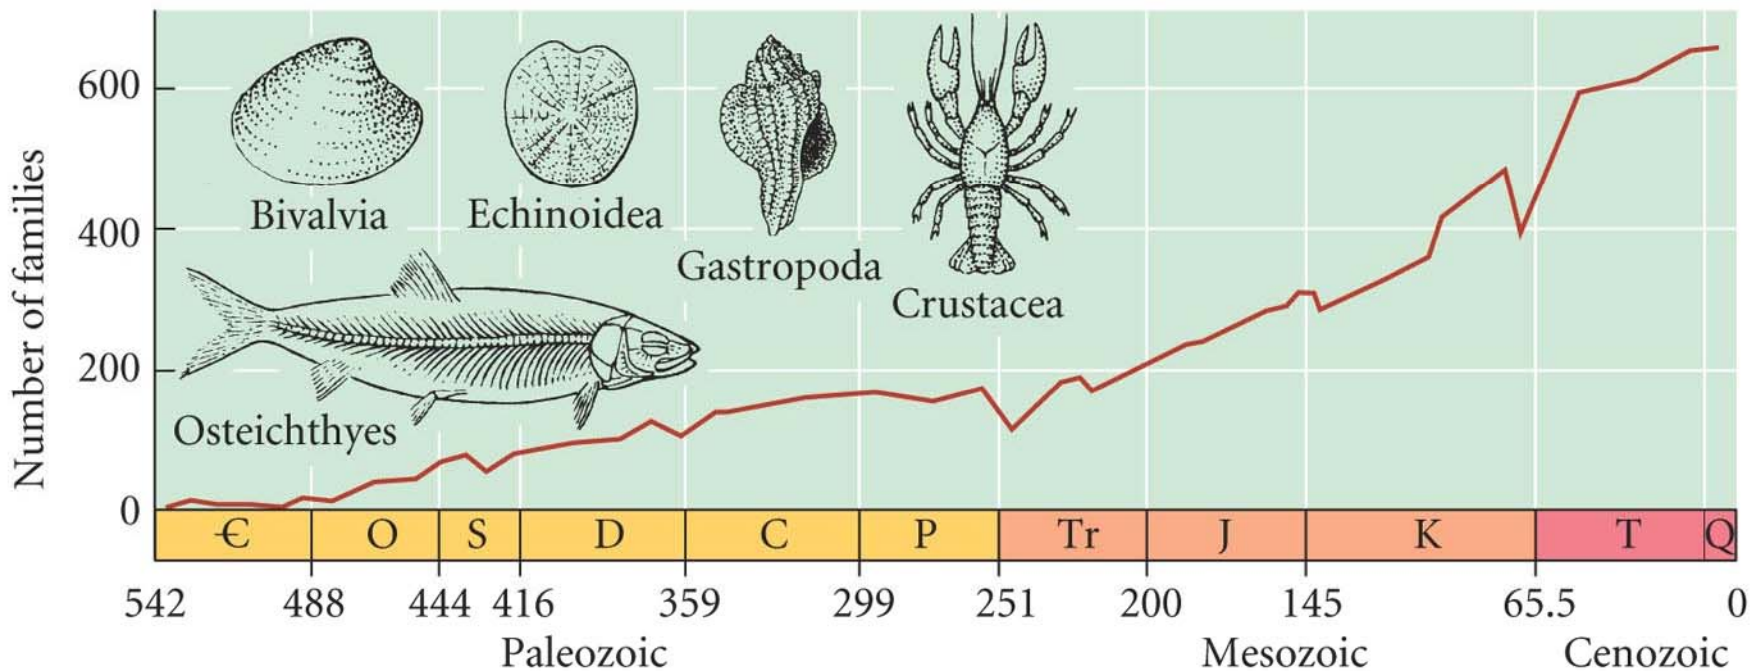 Number of families
600
400
200
0
Bivalvia
Echinoidea
Gastropoda
Crustacea
Osteichthyes
Є O S D C P Tr J K T Q
542 488 444 416 359 299 251 200 145 65.5 0
Paleozoic Mesozoic Cenozoic